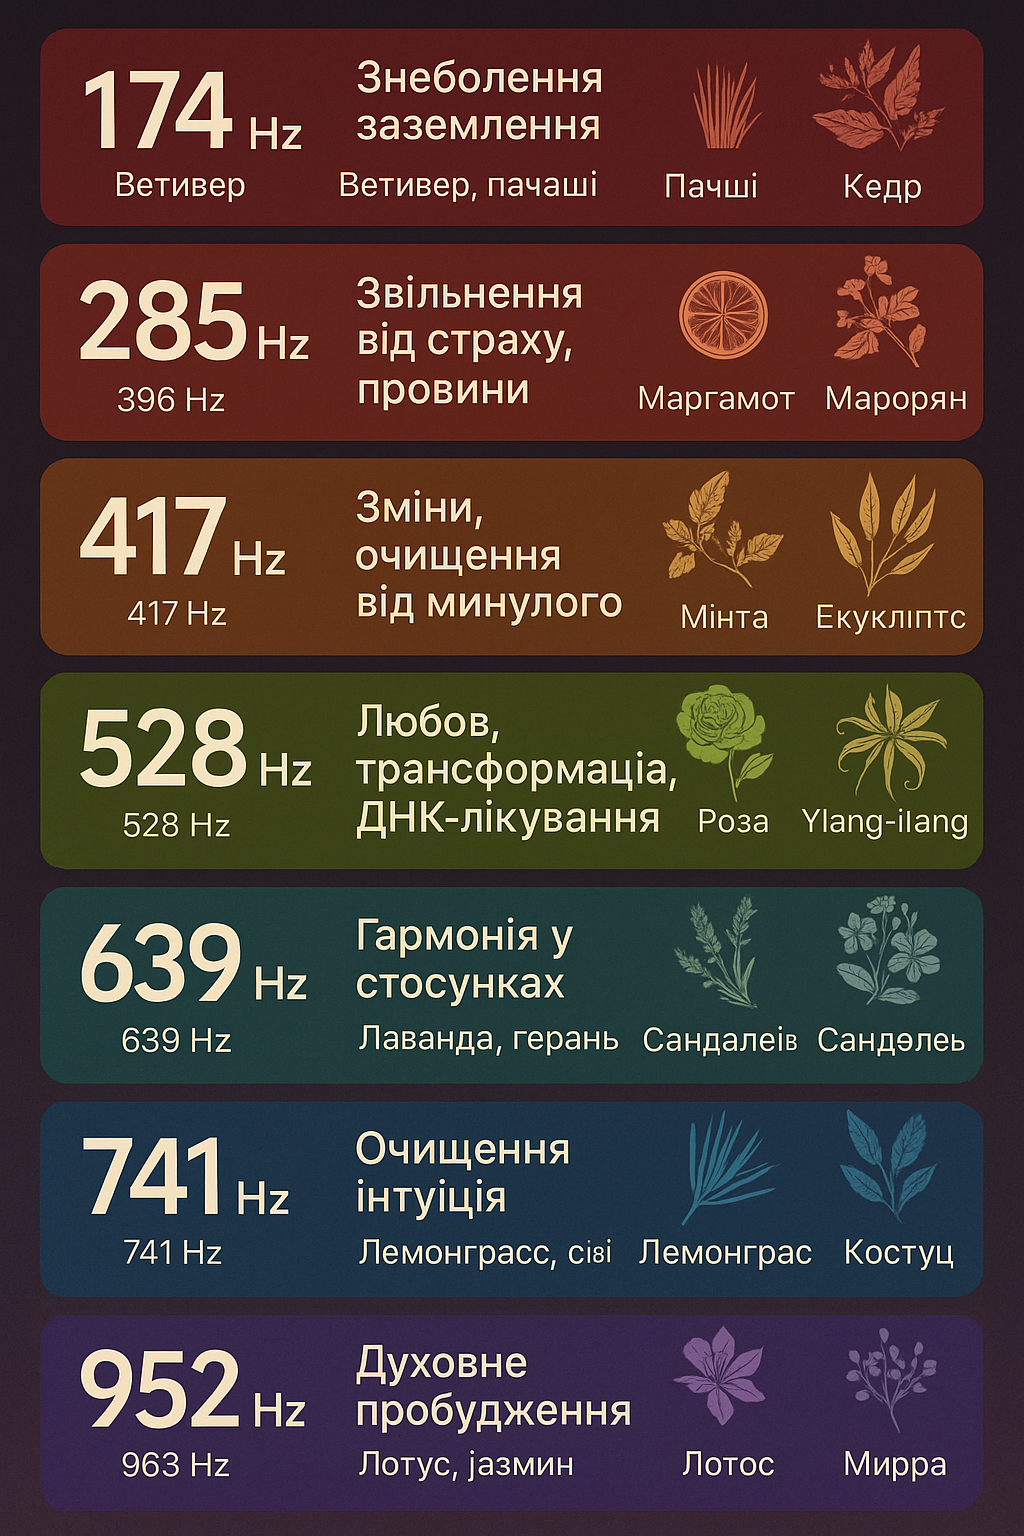 174 Hz
Знеболення
заземлення
Ветивер
Ветивер, пачаші
Пачші
Кедр
285 Hz
Звільнення
від страху,
провини
396 Hz
Маргамот
Марорян
417 Hz
Зміни,
очищення
від минулого
417 Hz
Мінта
Екукліптс
528 Hz
Любов,
трансформаціа,
ДНК-лікування
528 Hz
Роза
Ylang-ilang
639 Hz
Гармонія у
стосунках
639 Hz
Лаванда, герань
Сандалеів
Сандәлеь
741 Hz
Очищення
інтуіція
741 Hz
Лемонграсс,
Лемонграс
Костуц
952 Hz
Духовне
пробудження
963 Hz
Лотус, јазмин
Лотос
Мирра